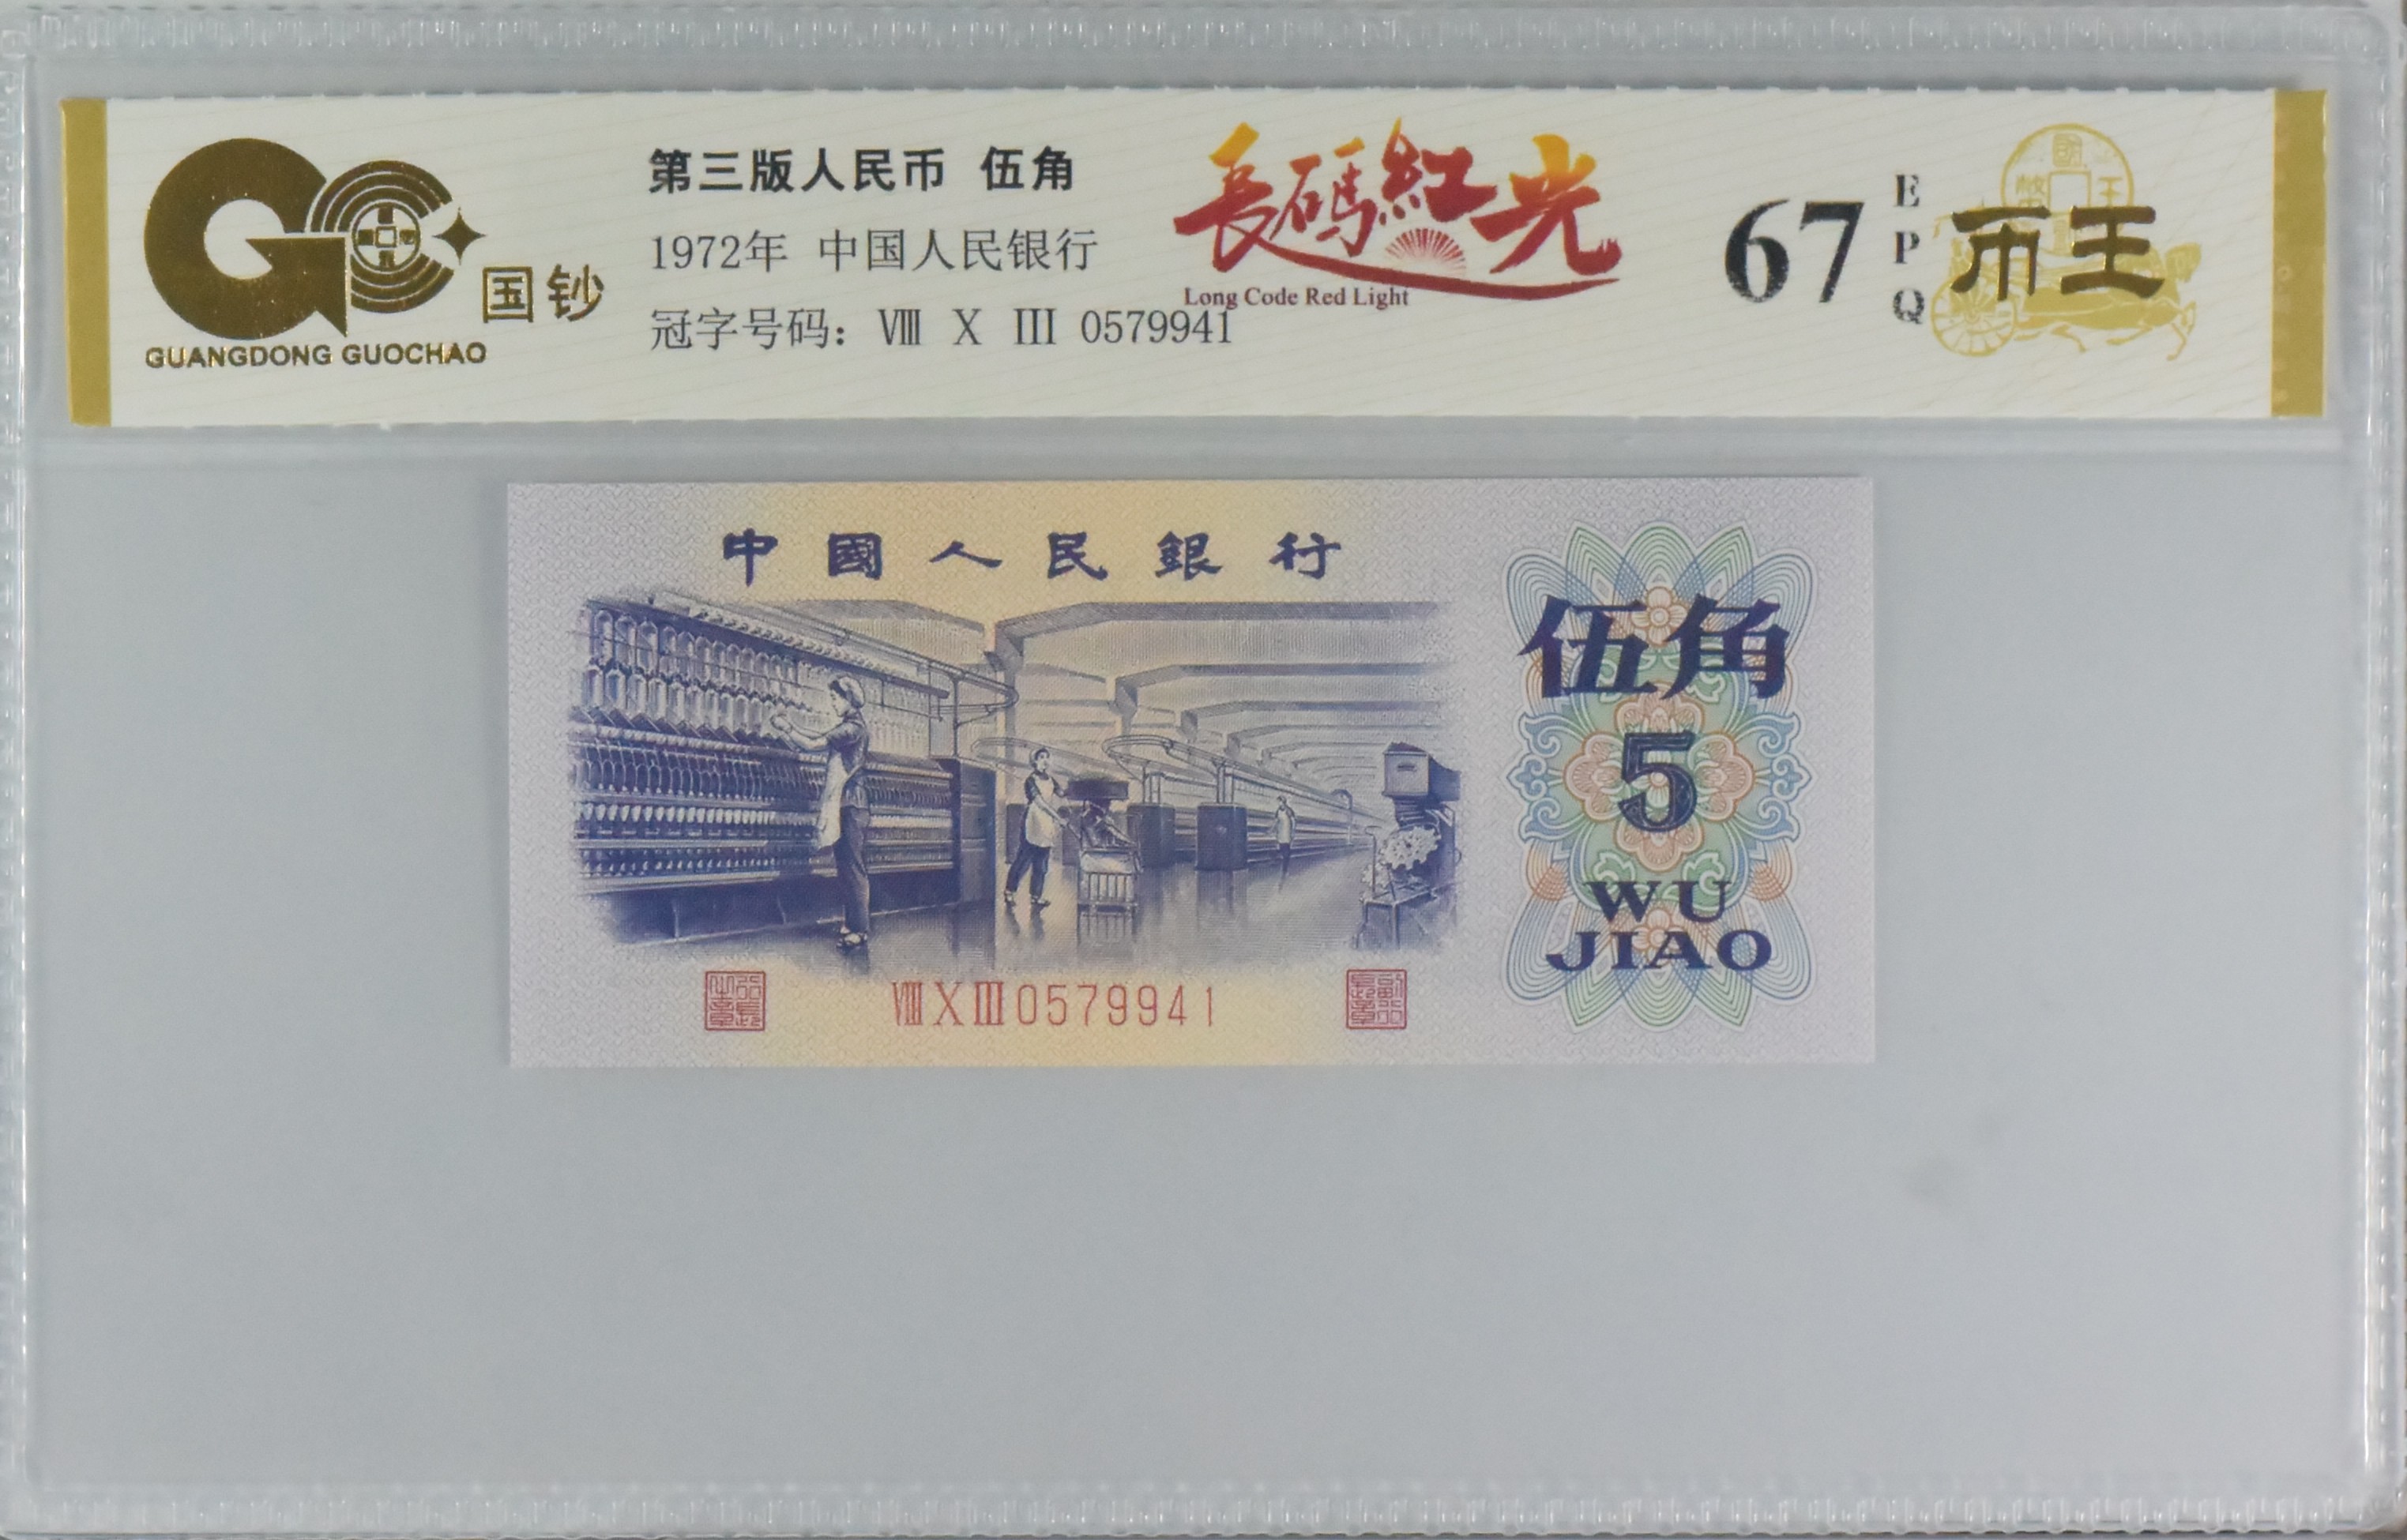 国钞
GUANGDONG GUOCHAO
第三版人民币 伍角
1972年 中国人民银行
冠字号码：Ⅷ Ⅹ Ⅲ 0579941
長碼紅光
Long Code Red Light
67
EPQ
币王
中國人民銀行
伍角
5
WU
JIAO
ⅧⅩⅢ0579941